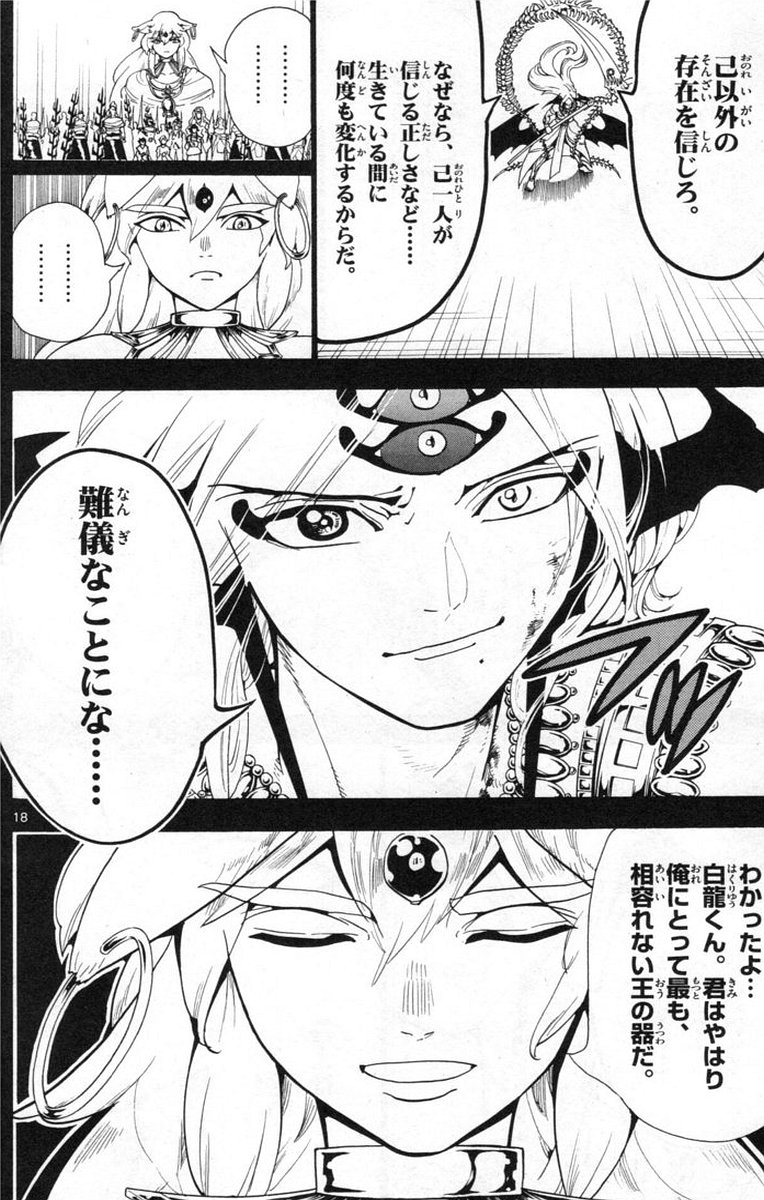 己以外の
存在を信じろ。
なぜなら、己一人が
信じる正しさなど……
生きている間に
何度も変化するからだ。
………
………
………
………
難儀なことにな……
フッ
わかったよ…
白龍くん。君はやはり
俺にとって最も、
相容れない王の器だ。
18